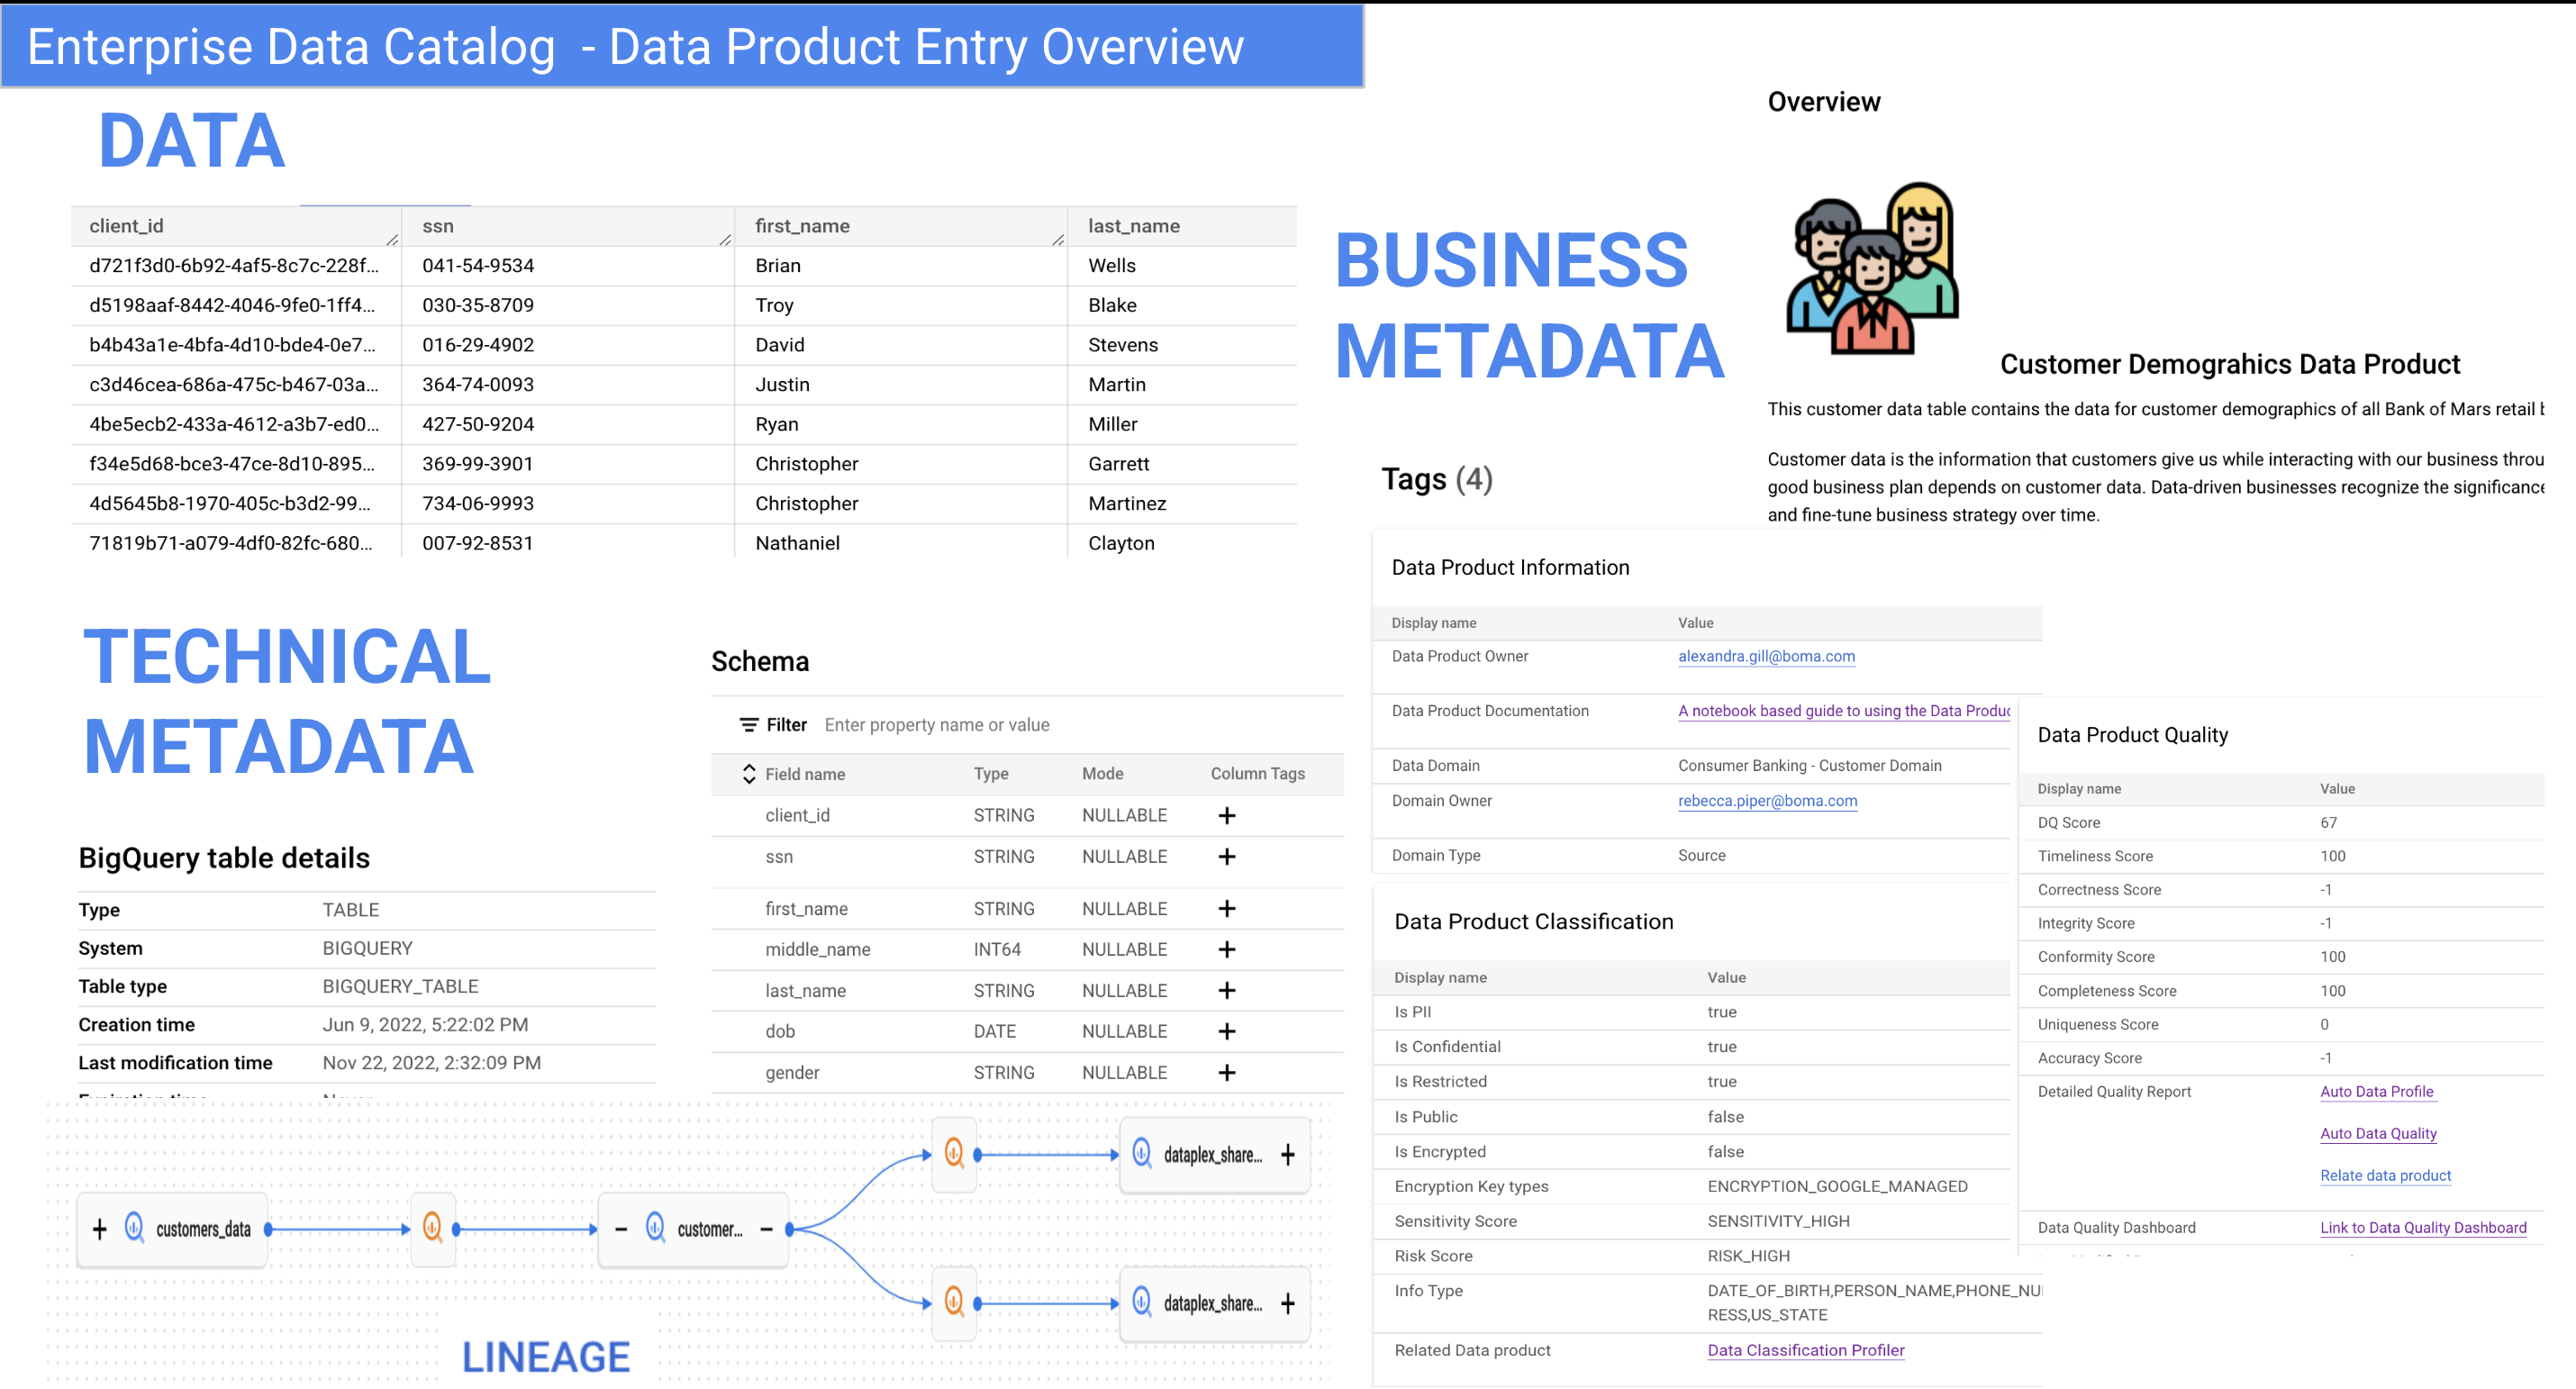 Enterprise Data Catalog - Data Product Entry Overview
DATA
client_id ssn first_name last_name
d721f3d0-6b92-4af5-8c7c-228f... 041-54-9534 Brian Wells
d5198aaf-8442-4046-9fe0-1ff4... 030-35-8709 Troy Blake
b4b43a1e-4bfa-4d10-bde4-0e7... 016-29-4902 David Stevens
c3d46cea-686a-475c-b467-03a... 364-74-0093 Justin Martin
4be5ecb2-433a-4612-a3b7-ed0... 427-50-9204 Ryan Miller
f34e5d68-bce3-47ce-8d10-895... 369-99-3901 Christopher Garrett
4d5645b8-1970-405c-b3d2-99... 734-06-9993 Christopher Martinez
71819b71-a079-4df0-82fc-680... 007-92-8531 Nathaniel Clayton
TECHNICAL
METADATA
BigQuery table details
Type TABLE
System BIGQUERY
Table type BIGQUERY_TABLE
Creation time Jun 9, 2022, 5:22:02 PM
Last modification time Nov 22, 2022, 2:32:09 PM
Schema
Filter Enter property name or value
Field name Type Mode Column Tags
client_id STRING NULLABLE +
ssn STRING NULLABLE +
first_name STRING NULLABLE +
middle_name INT64 NULLABLE +
last_name STRING NULLABLE +
dob DATE NULLABLE +
gender STRING NULLABLE +
+ customers_data
− customer... −
dataplex_share... +
dataplex_share... +
LINEAGE
BUSINESS
METADATA
Overview
Customer Demograhics Data Product
This customer data table contains the data for customer demographics of all Bank of Mars retail
Customer data is the information that customers give us while interacting with our business throu
good business plan depends on customer data. Data-driven businesses recognize the significance
and fine-tune business strategy over time.
Tags (4)
Data Product Information
Display name Value
Data Product Owner alexandra.gill@boma.com
Data Product Documentation A notebook based guide to using the Data Produc
Data Domain Consumer Banking - Customer Domain
Domain Owner rebecca.piper@boma.com
Domain Type Source
Data Product Classification
Display name Value
Is PII true
Is Confidential true
Is Restricted true
Is Public false
Is Encrypted false
Encryption Key types ENCRYPTION_GOOGLE_MANAGED
Sensitivity Score SENSITIVITY_HIGH
Risk Score RISK_HIGH
Info Type DATE_OF_BIRTH,PERSON_NAME,PHONE_NU
RESS,US_STATE
Related Data product Data Classification Profiler
Data Product Quality
Display name Value
DQ Score 67
Timeliness Score 100
Correctness Score -1
Integrity Score -1
Conformity Score 100
Completeness Score 100
Uniqueness Score 0
Accuracy Score -1
Detailed Quality Report Auto Data Profile
Auto Data Quality
Relate data product
Data Quality Dashboard Link to Data Quality Dashboard